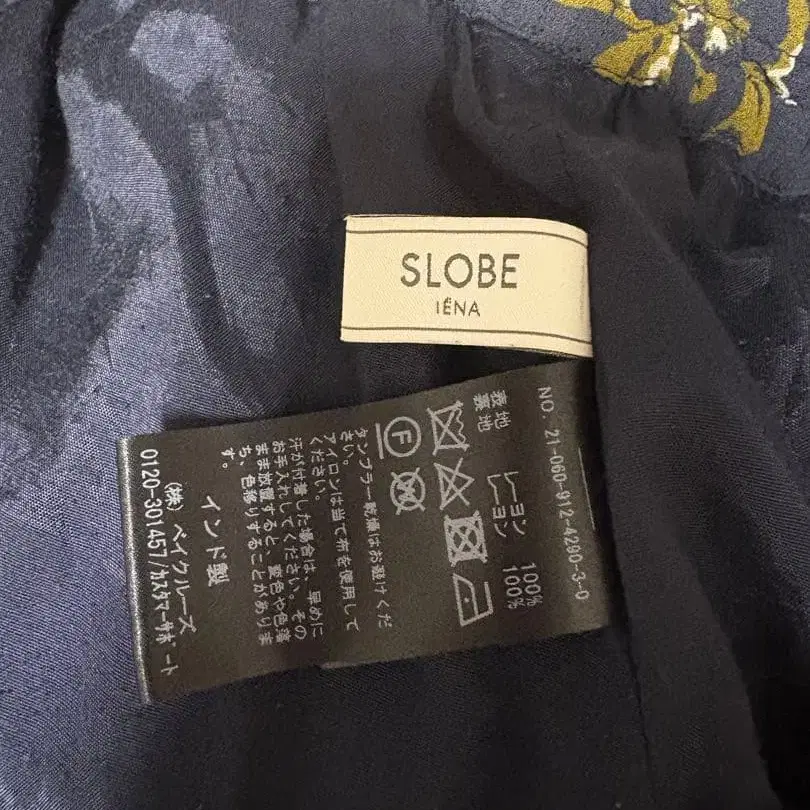 SLOBE
IÉNA
NO. 21-060-912-4290-3-0
表地 レーヨン 100%
裏地 レーヨン 100%
F
タンブラー乾燥はお避けくだ
さい。
アイロンは当て布を使用して
ください。
汗が付着した場合は、早めに
お手入れしてください。その
まま放置すると、変色や色落
ち、色移りすることがありま
す。
インド製
(株) ベイクルーズ
0120-301457/ｶｽﾀﾏｰｻﾎﾟｰﾄ